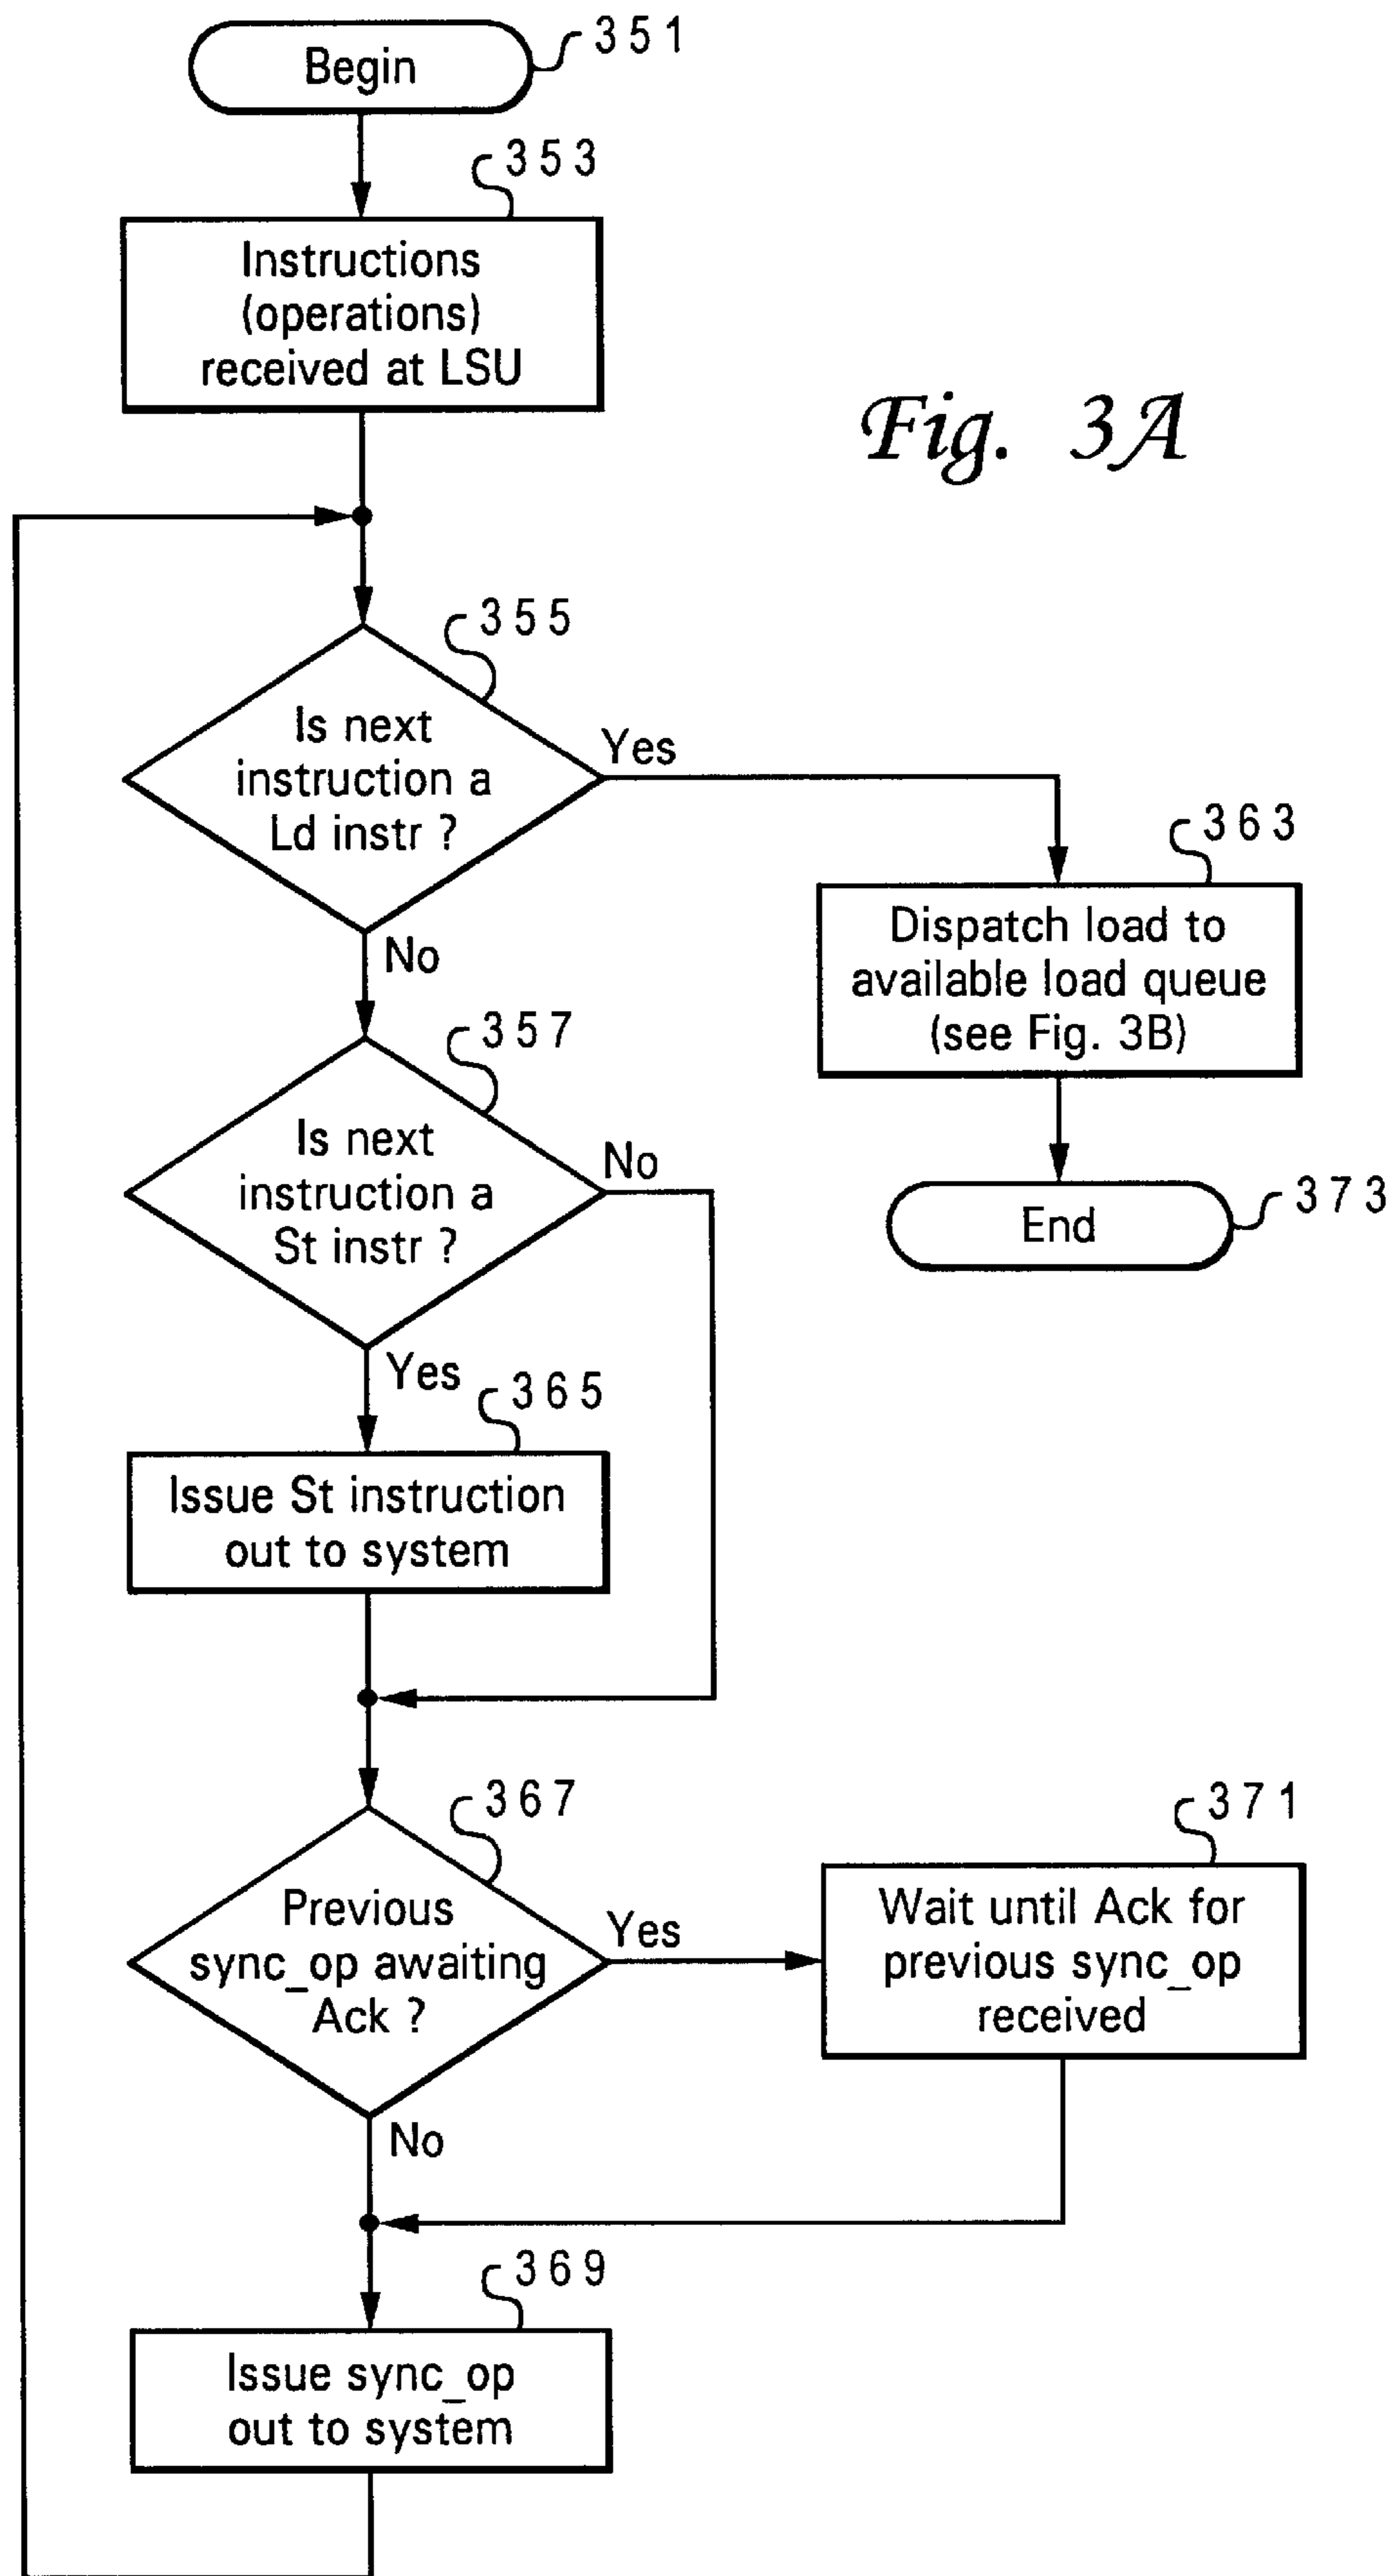 Begin
351
353
Instructions
(operations)
received at LSU
Fig. 3A
355
Is next
instruction a
Ld instr ?
Yes
No
363
Dispatch load to
available load queue
(see Fig. 3B)
357
Is next
instruction a
St instr ?
No
Yes
End
373
365
Issue St instruction
out to system
367
Previous
sync_op awaiting
Ack ?
Yes
No
371
Wait until Ack for
previous sync_op
received
369
Issue sync_op
out to system